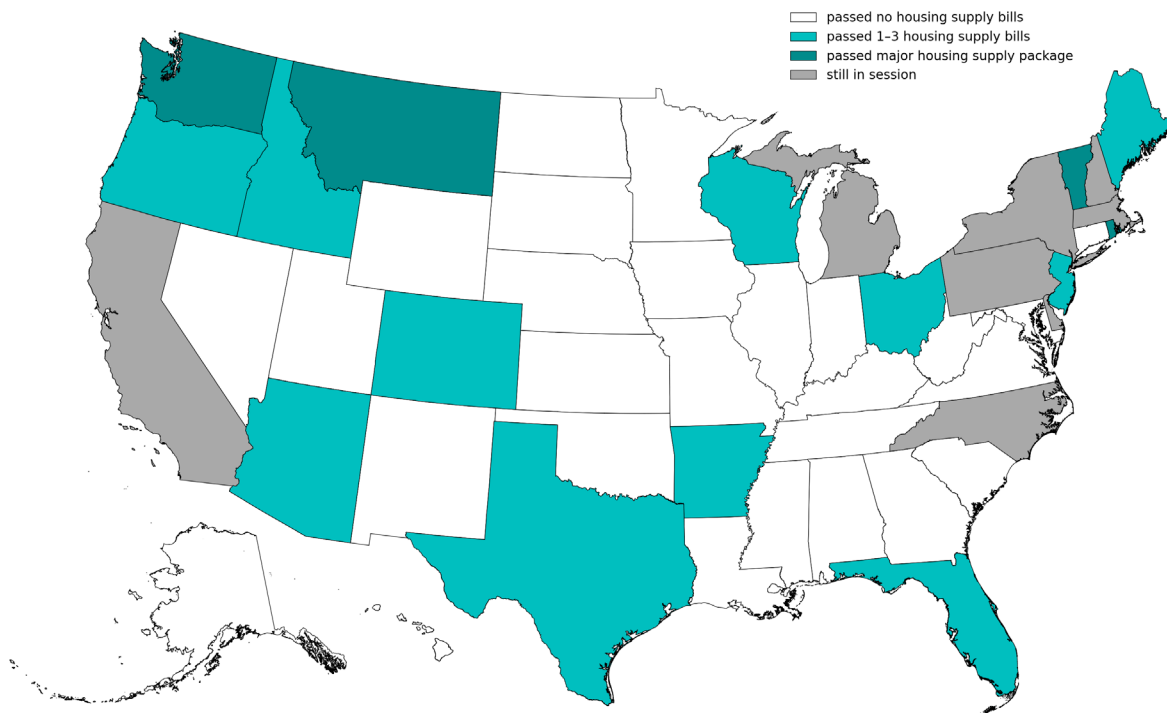 passed no housing supply bills
passed 1–3 housing supply bills
passed major housing supply package
still in session